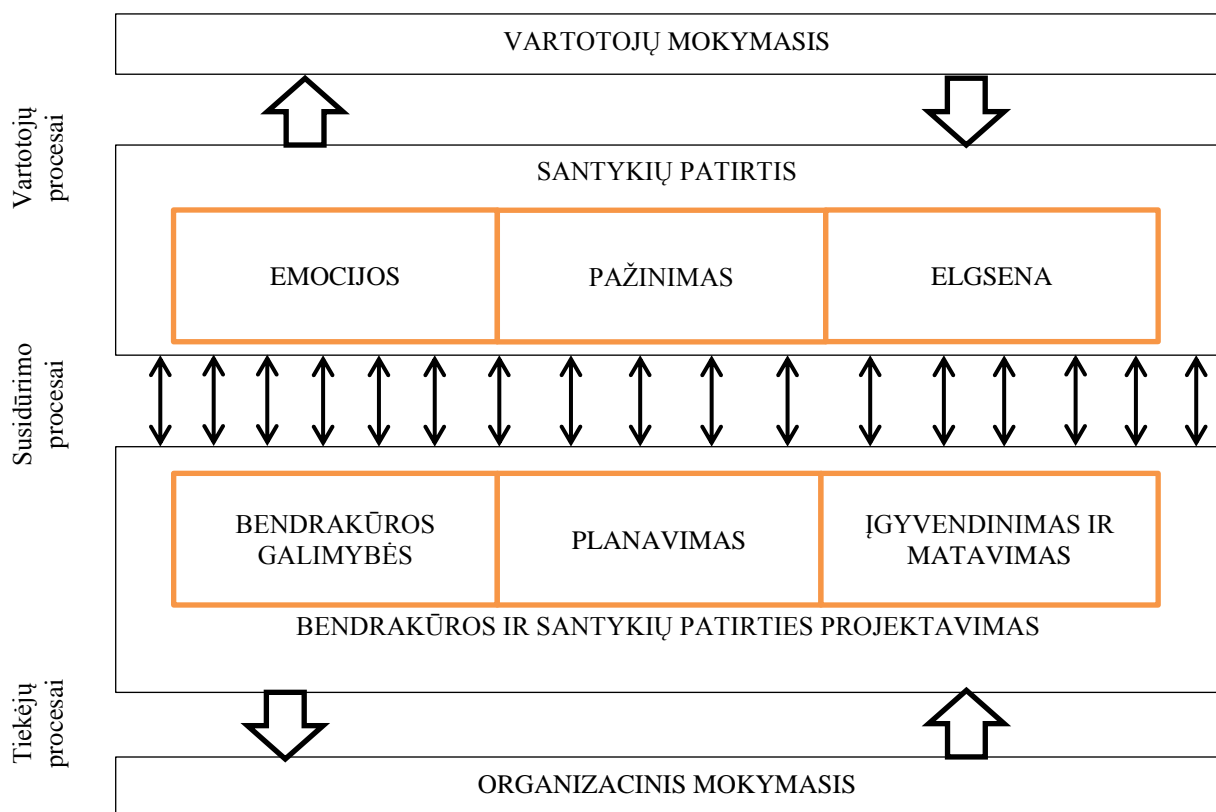 VARTOTOJŲ MOKYMASIS
Vartotojų
procesai
SANTYKIŲ PATIRTIS
EMOCIJOS
PAŽINIMAS
ELGSENA
Susidūrimo
procesai
BENDRAKŪROS
GALIMYBĖS
PLANAVIMAS
ĮGYVENDINIMAS IR
MATAVIMAS
BENDRAKŪROS IR SANTYKIŲ PATIRTIES PROJEKTAVIMAS
Tiekėjų
procesai
ORGANIZACINIS MOKYMASIS